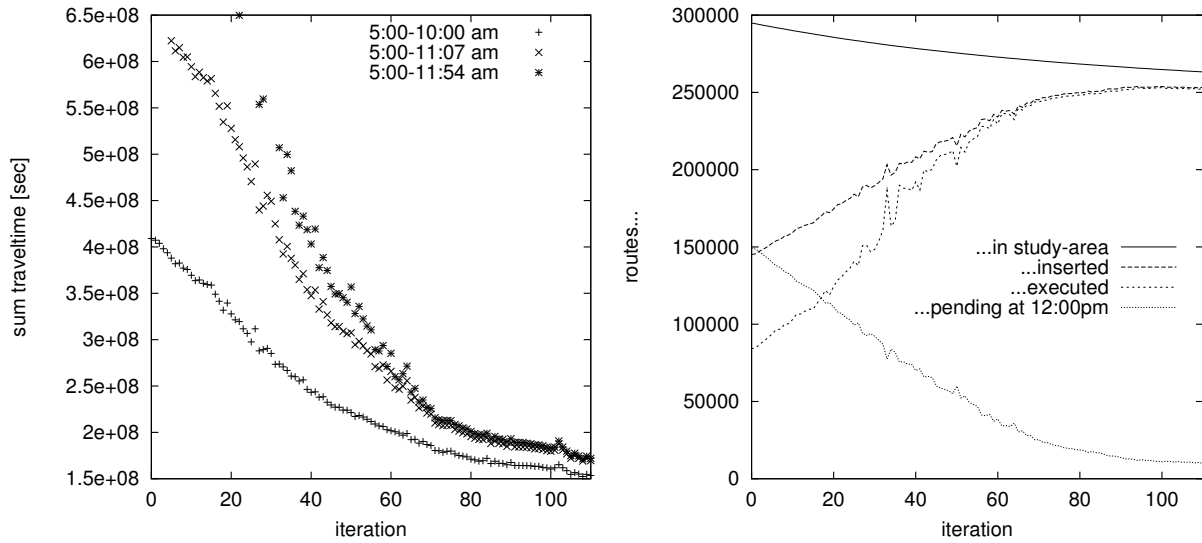 6.5e+08
6e+08
5.5e+08
5e+08
4.5e+08
4e+08
3.5e+08
3e+08
2.5e+08
2e+08
1.5e+08
sum traveltime [sec]
5:00-10:00 am
5:00-11:07 am
5:00-11:54 am
0 20 40 60 80 100
iteration
300000
250000
200000
150000
100000
50000
0
routes...
...in study-area
...inserted
...executed
...pending at 12:00pm
0 20 40 60 80 100
iteration